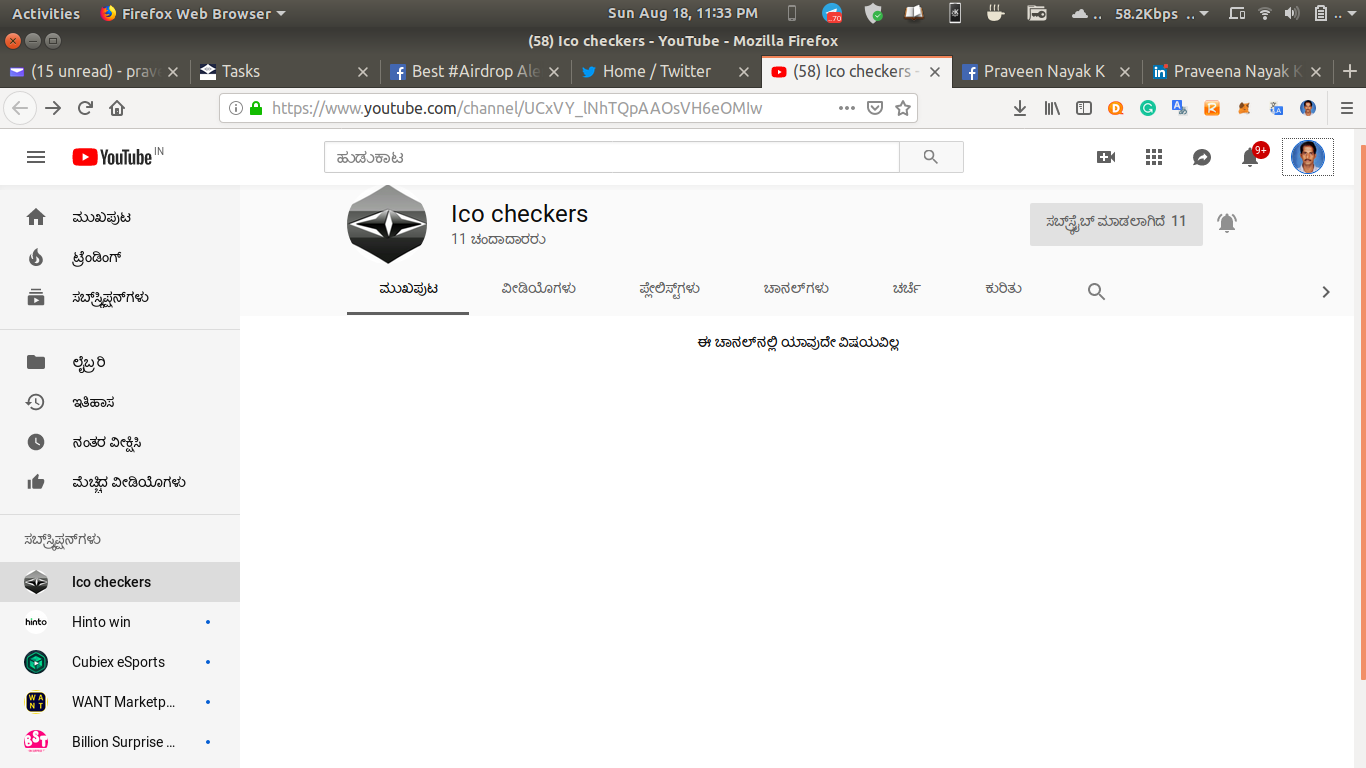 Activities Firefox Web Browser Sun Aug 18, 11:33 PM 70 .. 58.2Kbps .. ..
(58) Ico checkers - YouTube - Mozilla Firefox
(15 unread) - prave Tasks Best #Airdrop Ale Home / Twitter (58) Ico checkers - Praveen Nayak K Praveena Nayak K
https://www.youtube.com/channel/UCxVY_lNhTQpAAOsVH6eOMIw
YouTube IN ಹುಡುಕಾಟ 9+
ಮುಖಪುಟ
ಟ್ರೆಂಡಿಂಗ್
ಸಬ್‌ಸ್ಕ್ರಿಪ್ಶನ್‌ಗಳು
ಲೈಬ್ರರಿ
ಇತಿಹಾಸ
ನಂತರ ವೀಕ್ಷಿಸಿ
ಮೆಚ್ಚಿದ ವೀಡಿಯೊಗಳು
ಸಬ್‌ಸ್ಕ್ರಿಪ್ಶನ್‌ಗಳು
Ico checkers
Hinto win
Cubiex eSports
WANT Marketp...
Billion Surprise ...
Ico checkers
11 ಚಂದಾದಾರರು
ಸಬ್‌ಸ್ಕ್ರೈಬ್ ಮಾಡಲಾಗಿದೆ 11
ಮುಖಪುಟ ವೀಡಿಯೊಗಳು ಪ್ಲೇಲಿಸ್ಟ್‌ಗಳು ಚಾನಲ್‌ಗಳು ಚರ್ಚೆ ಕುರಿತು
ಈ ಚಾನಲ್‌ನಲ್ಲಿ ಯಾವುದೇ ವಿಷಯವಿಲ್ಲ